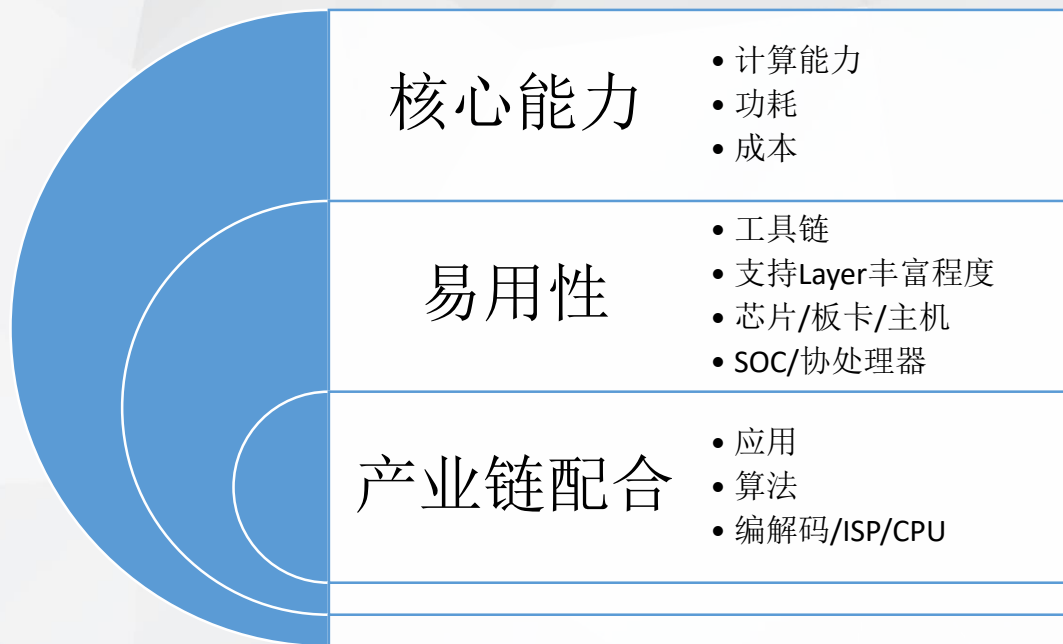 核心能力
• 计算能力
• 功耗
• 成本
易用性
• 工具链
• 支持Layer丰富程度
• 芯片/板卡/主机
• SOC/协处理器
产业链配合
• 应用
• 算法
• 编解码/ISP/CPU